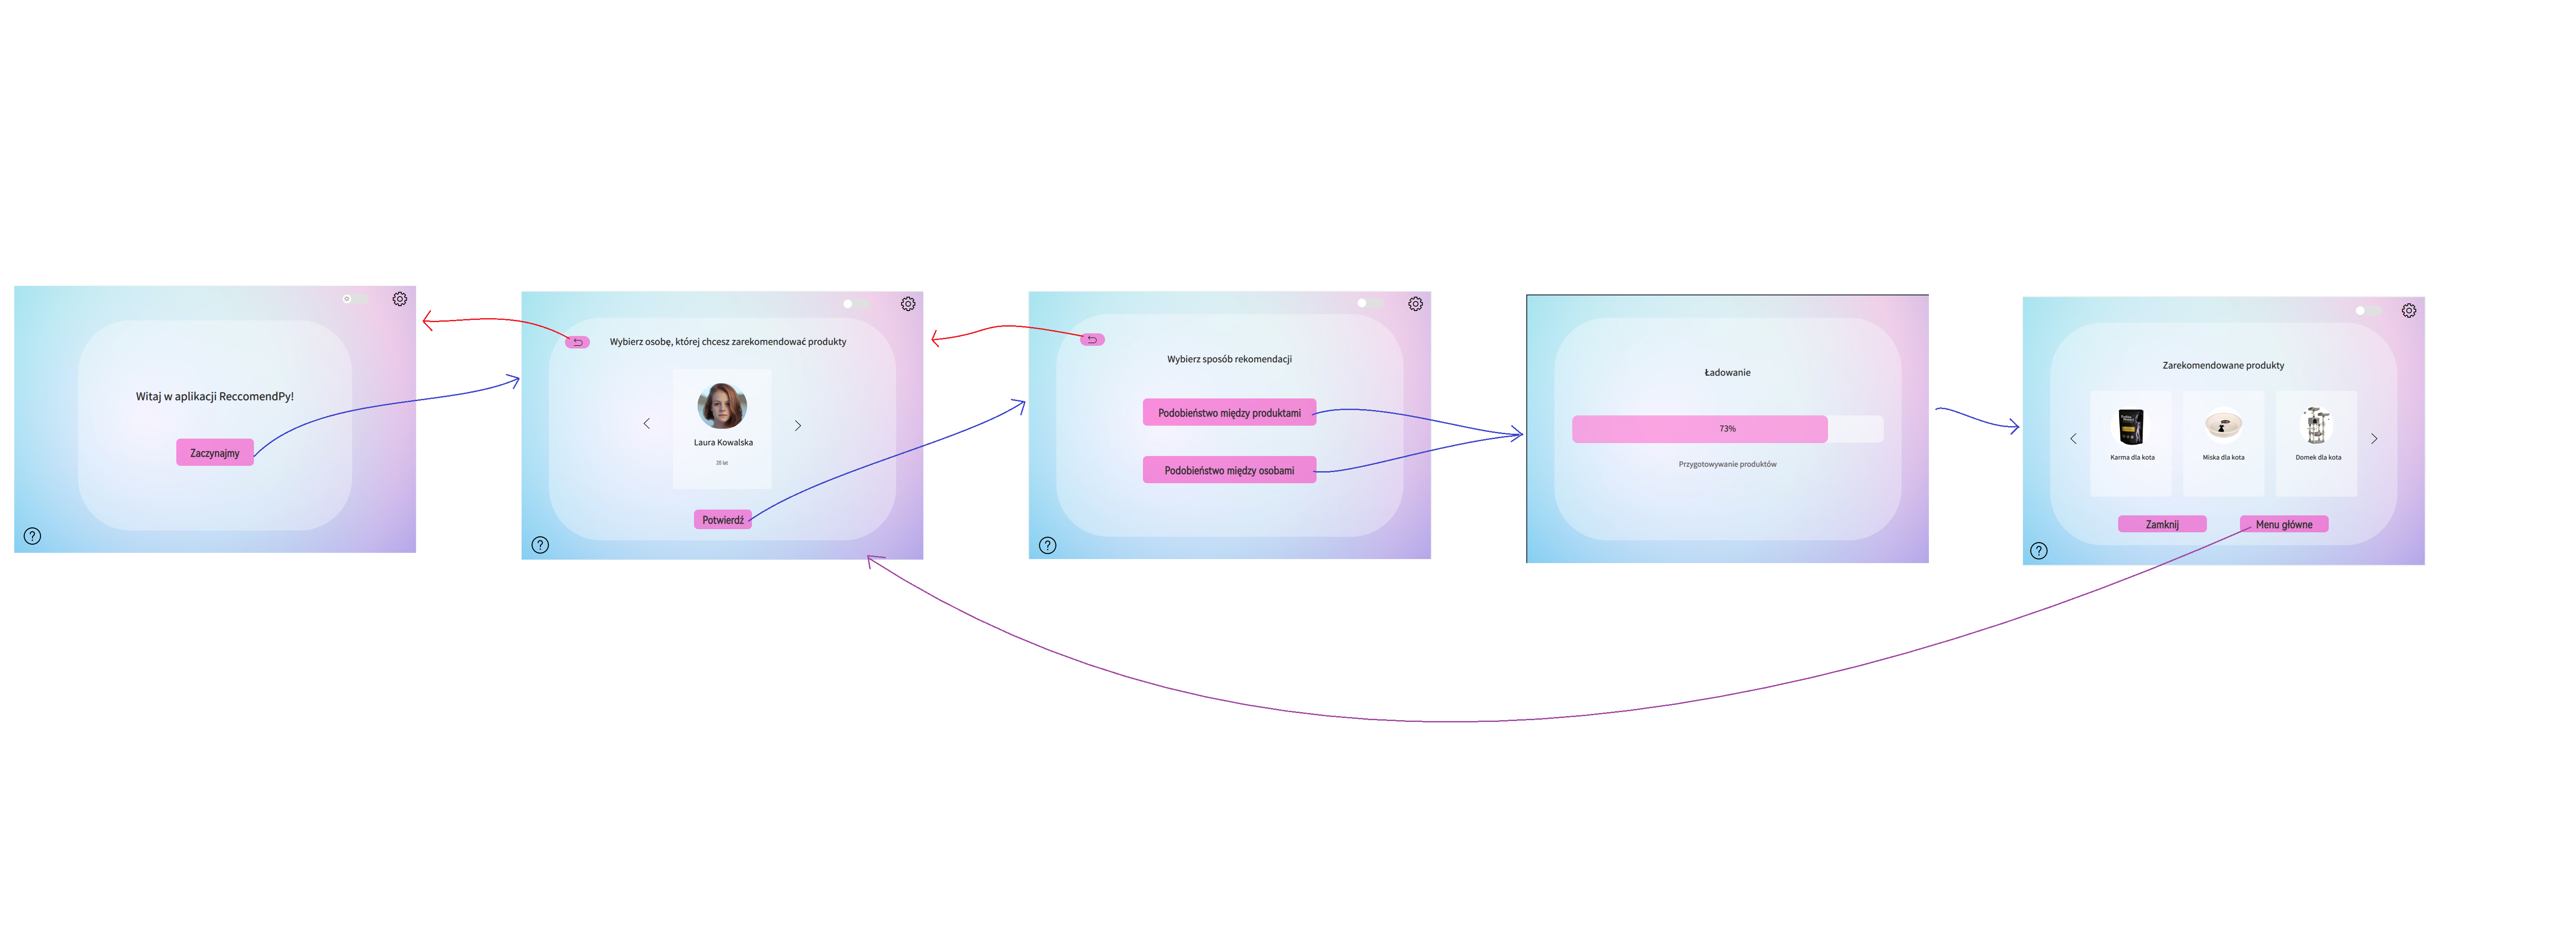 Witaj w aplikacji ReccomendPy!
Zaczynajmy
?
Wybierz osobę, której chcesz zarekomendować produkty
Laura Kowalska
20 lat
Potwierdź
?
Wybierz sposób rekomendacji
Podobieństwo między produktami
Podobieństwo między osobami
?
Ładowanie
73%
Przygotowywanie produktów
Zarekomendowane produkty
Karma dla kota
Miska dla kota
Domek dla kota
Zamknij
Menu główne
?